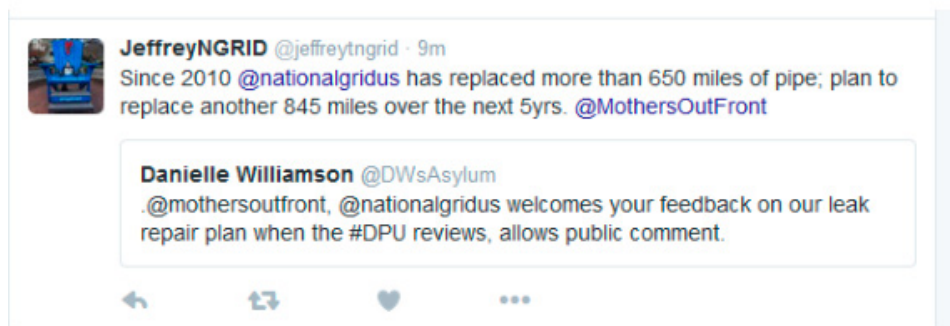 JeffreyNGRID @jeffreytngrid · 9m
Since 2010 @nationalgridus has replaced more than 650 miles of pipe; plan to
replace another 845 miles over the next 5yrs. @MothersOutFront
Danielle Williamson @DWsAsylum
.@mothersoutfront, @nationalgridus welcomes your feedback on our leak
repair plan when the #DPU reviews, allows public comment.